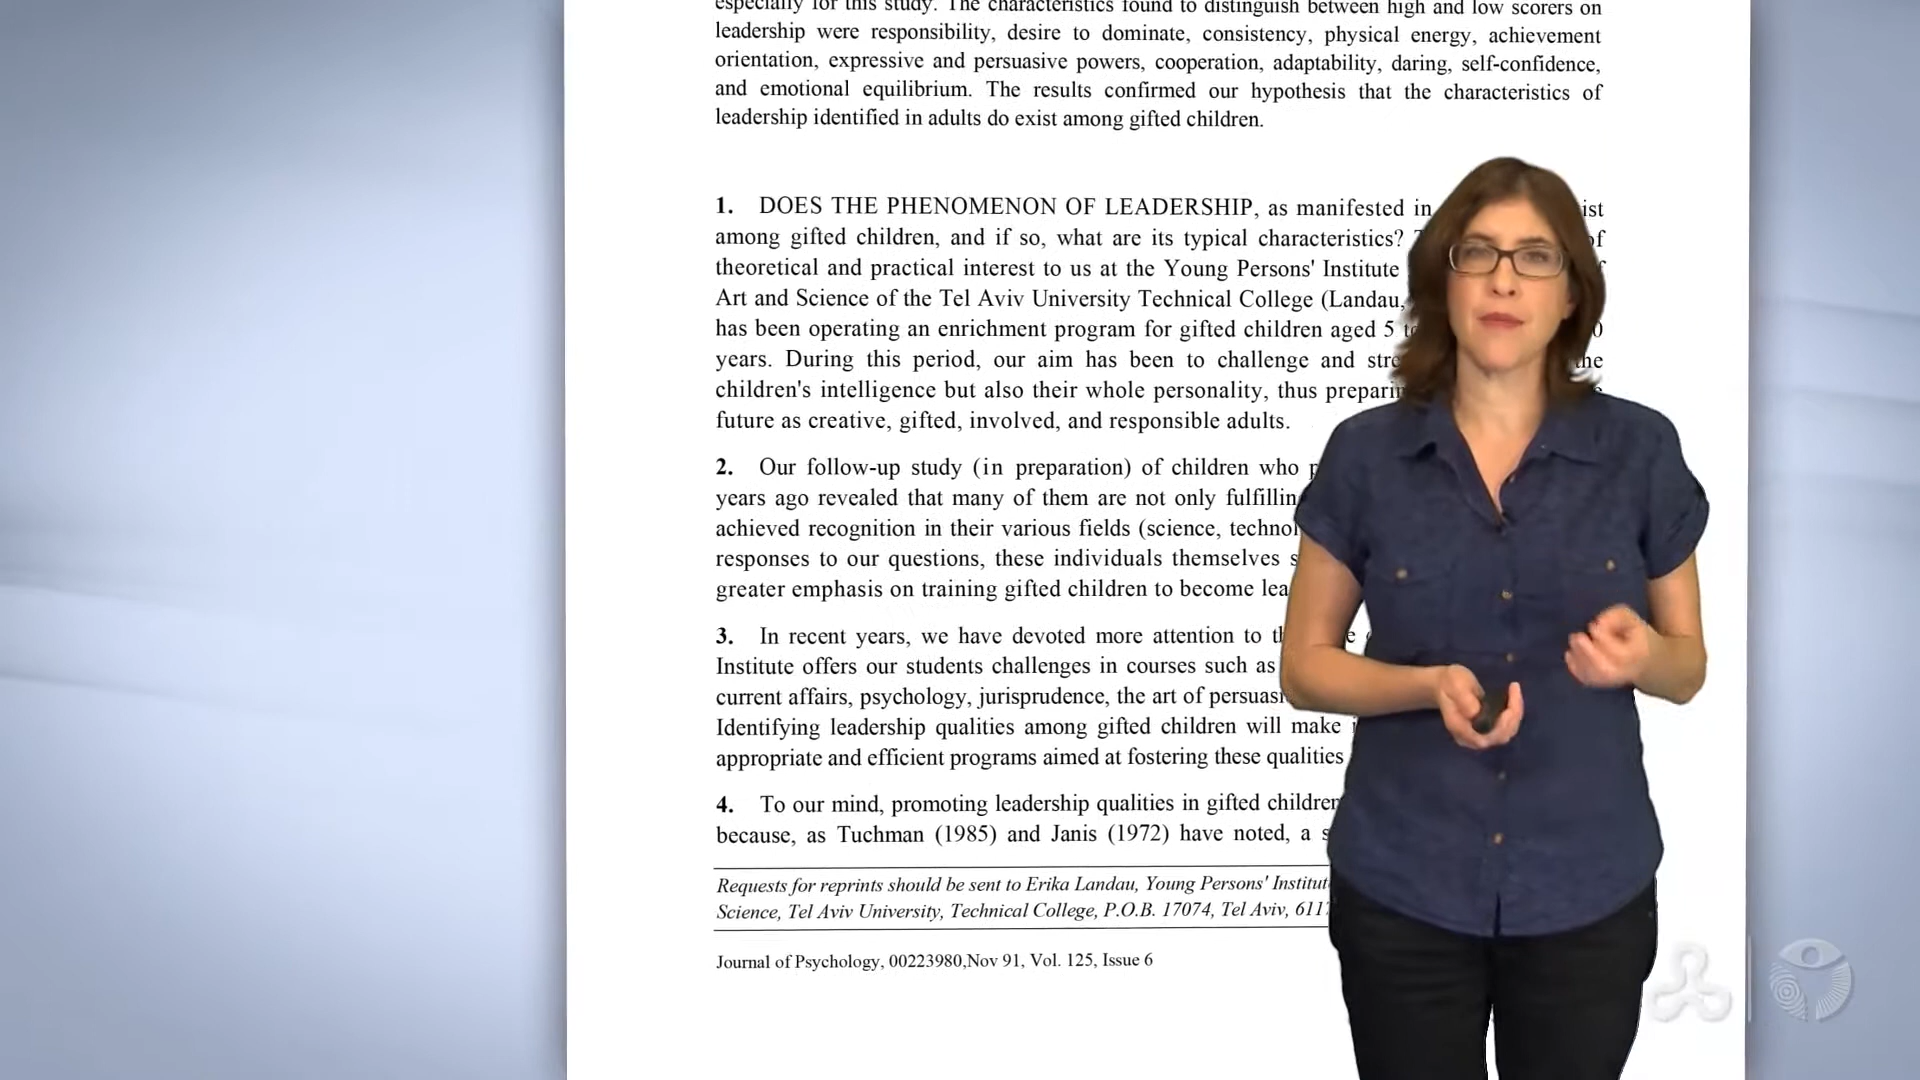 especially for this study. The characteristics found to distinguish between high and low scorers on
leadership were responsibility, desire to dominate, consistency, physical energy, achievement
orientation, expressive and persuasive powers, cooperation, adaptability, daring, self-confidence,
and emotional equilibrium. The results confirmed our hypothesis that the characteristics of
leadership identified in adults do exist among gifted children.
1. DOES THE PHENOMENON OF LEADERSHIP, as manifested in
among gifted children, and if so, what are its typical characteristics? of
theoretical and practical interest to us at the Young Persons' Institute
Art and Science of the Tel Aviv University Technical College (Landau,
has been operating an enrichment program for gifted children aged 5
years. During this period, our aim has been to challenge and
children's intelligence but also their whole personality, thus
future as creative, gifted, involved, and responsible adults.
2. Our follow-up study (in preparation) of children who
years ago revealed that many of them are not only
achieved recognition in their various fields (science,
responses to our questions, these individuals themselves
greater emphasis on training gifted children to become
3. In recent years, we have devoted more attention to
Institute offers our students challenges in courses such as
current affairs, psychology, jurisprudence, the art of
Identifying leadership qualities among gifted children will make
appropriate and efficient programs aimed at fostering these qualities
4. To our mind, promoting leadership qualities in gifted
because, as Tuchman (1985) and Janis (1972) have noted, a
Requests for reprints should be sent to Erika Landau, Young Persons'
Science, Tel Aviv University, Technical College, P.O.B. 17074, Tel Aviv,
Journal of Psychology, 00223980,Nov 91, Vol. 125, Issue 6